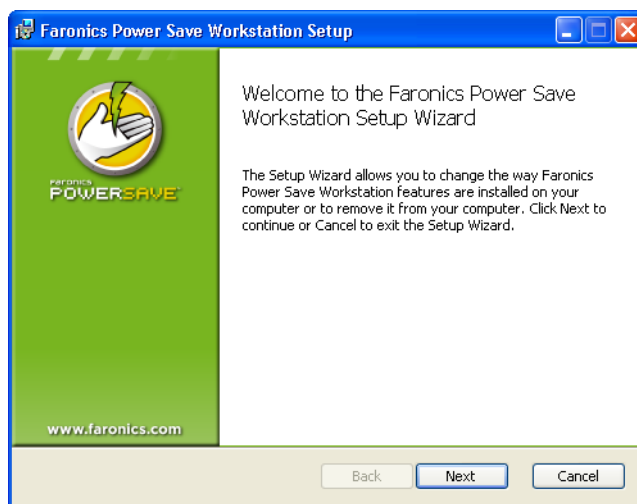 Faronics Power Save Workstation Setup
Welcome to the Faronics Power Save
Workstation Setup Wizard
The Setup Wizard allows you to change the way Faronics
Power Save Workstation features are installed on your
computer or to remove it from your computer. Click Next to
continue or Cancel to exit the Setup Wizard.
FARONICS
POWERSAVE
www.faronics.com
Back
Next
Cancel